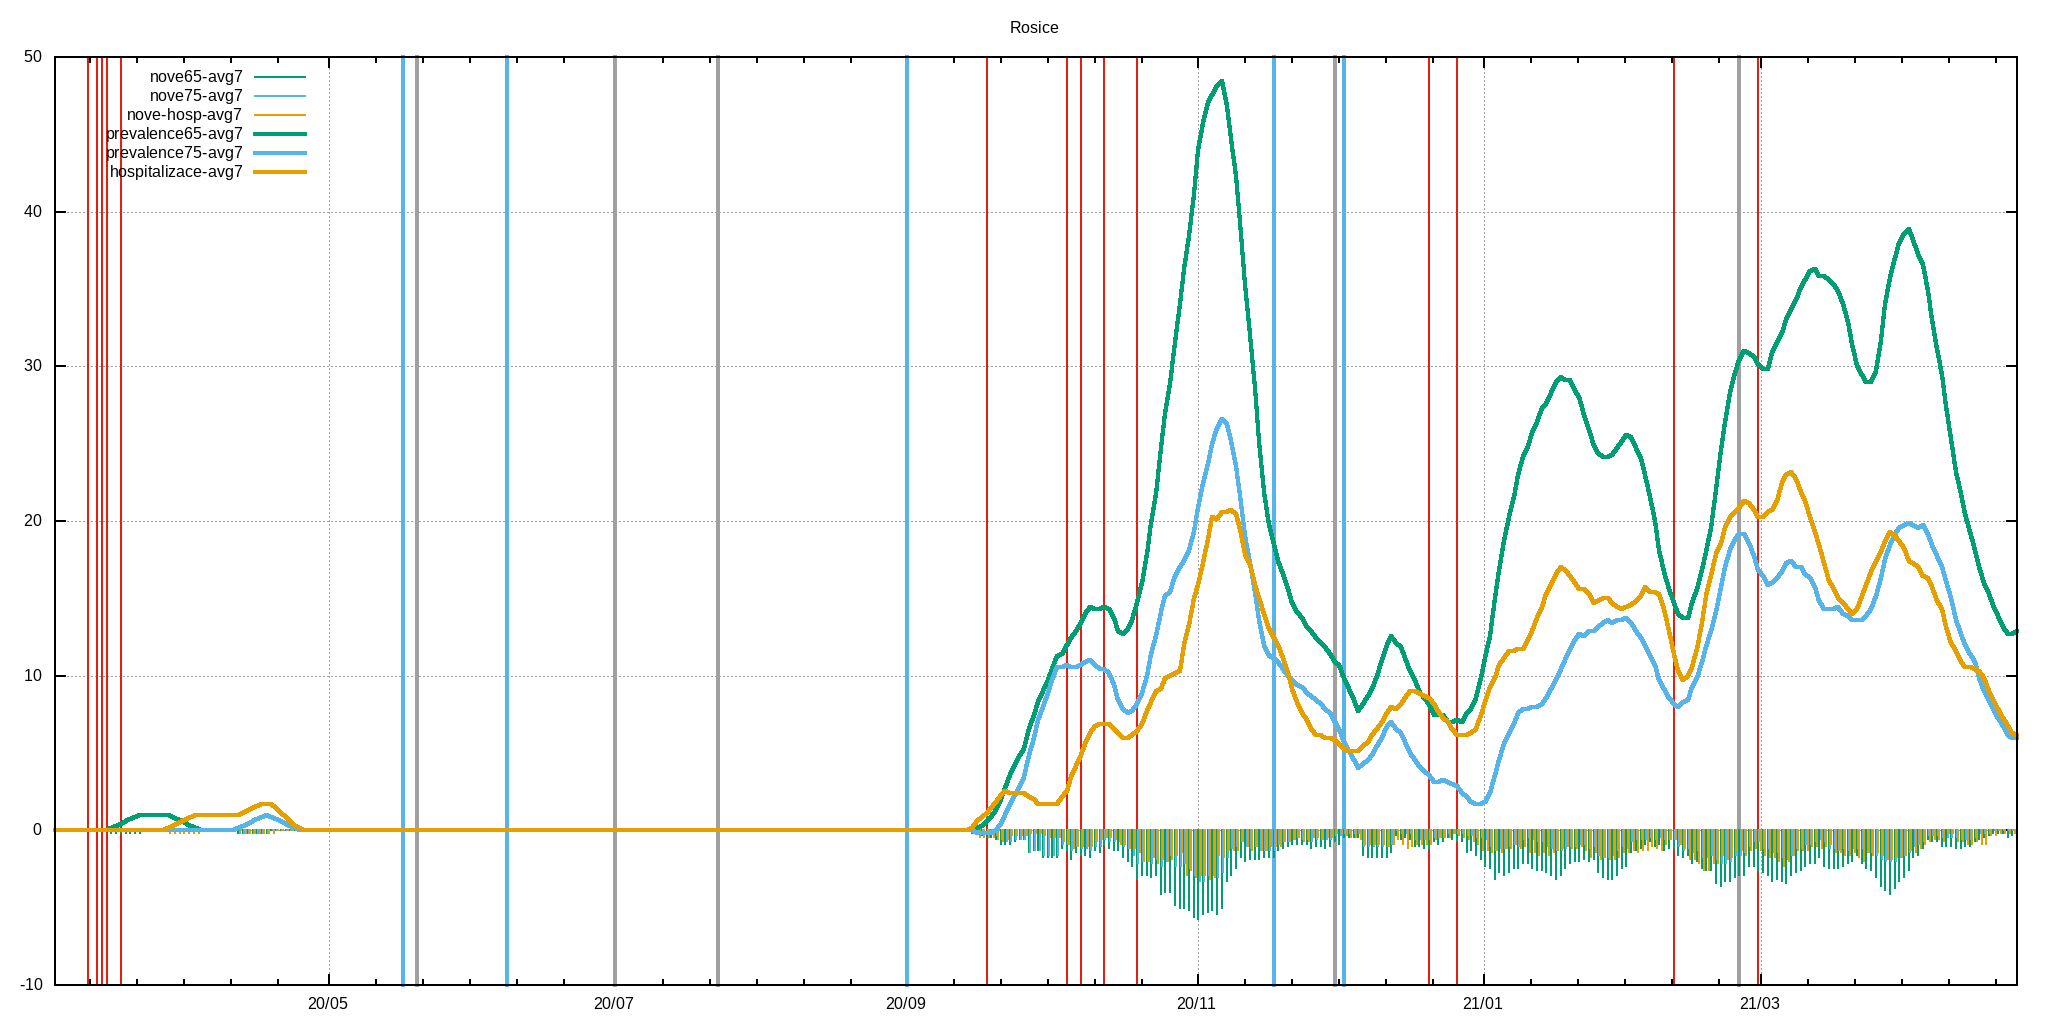 Rosice
50
40
30
20
10
0
-10
nove65-avg7
nove75-avg7
nove-hosp-avg7
prevalence65-avg7
prevalence75-avg7
hospitalizace-avg7
20/05
20/07
20/09
20/11
21/01
21/03